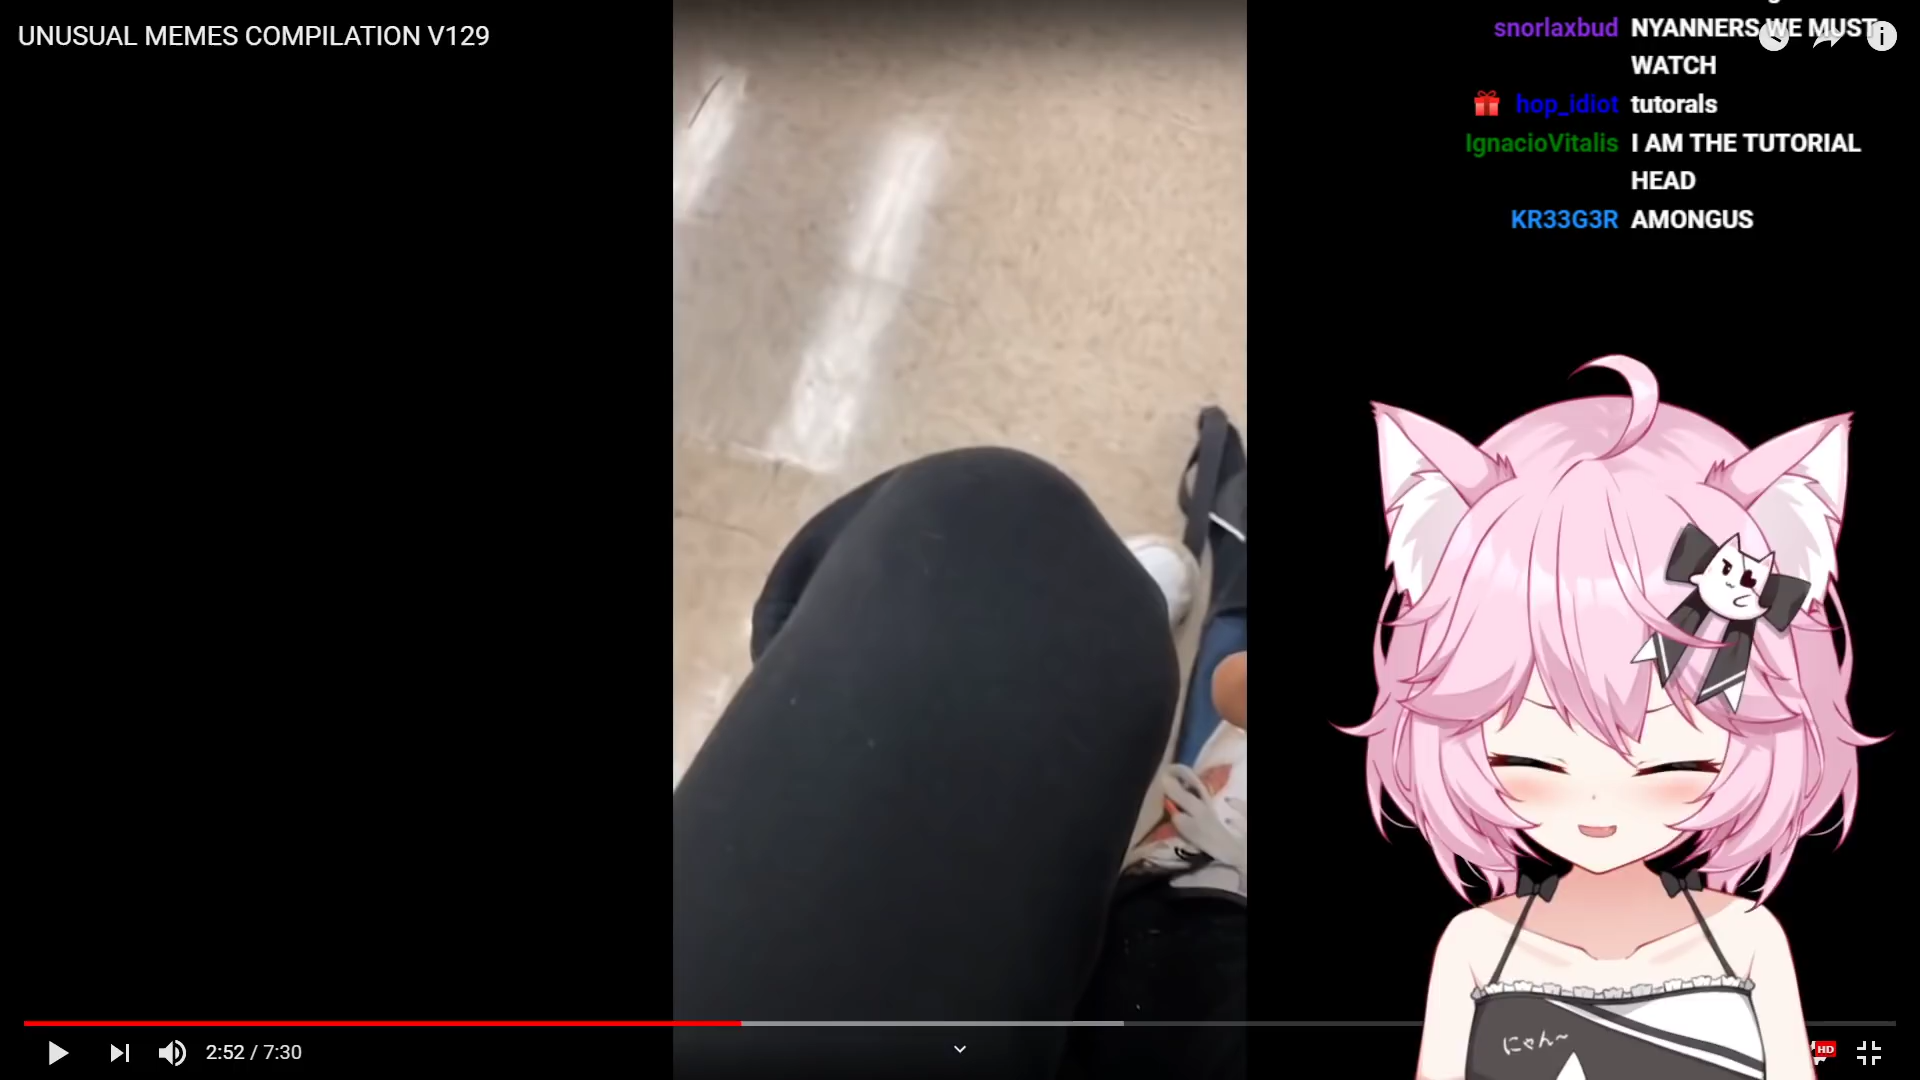 UNUSUAL MEMES COMPILATION V129
snorlaxbud NYANNERS WE MUST
WATCH
hop_idiot tutorals
IgnacioVitalis I AM THE TUTORIAL
HEAD
KR33G3R AMONGUS
にゃん〜
2:52 / 7:30
HD